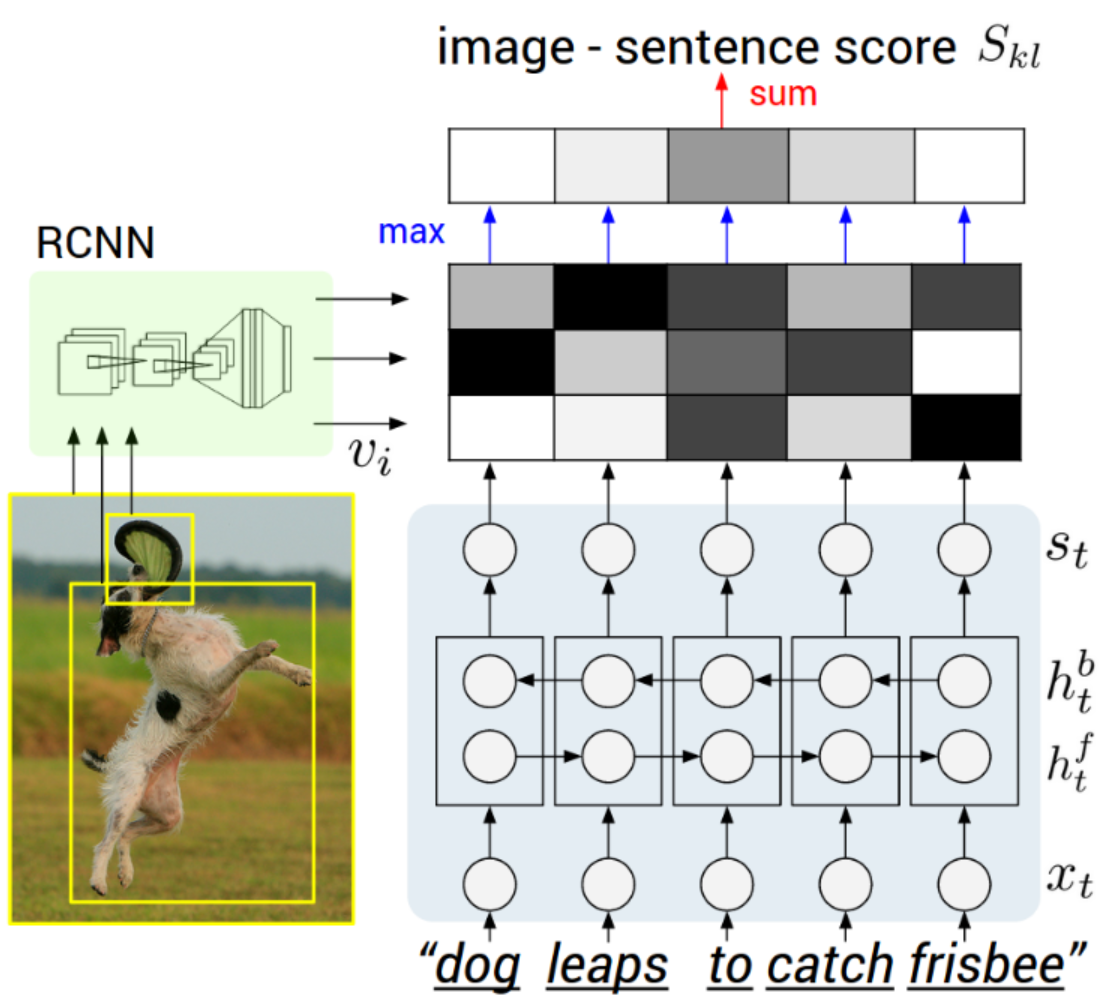 image - sentence score S_{kl}
sum
max
RCNN
v_i
s_t
h_t^b
h_t^f
x_t
“dog leaps to catch frisbee”